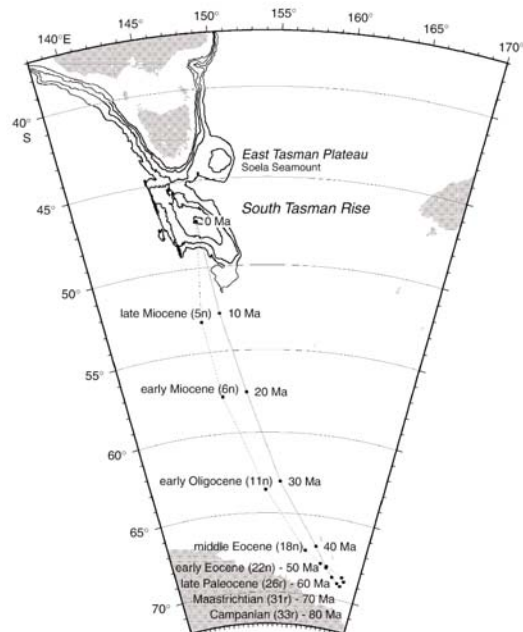 140°E
145°
150°
155°
160°
165°
170°
40°
S
45°
50°
55°
60°
65°
70°
East Tasman Plateau
Soela Seamount
South Tasman Rise
0 Ma
late Miocene (5n)
10 Ma
early Miocene (6n)
20 Ma
early Oligocene (11n)
30 Ma
middle Eocene (18n)
40 Ma
early Eocene (22n) - 50 Ma
late Paleocene (26r) - 60 Ma
Maastrichtian (31r) - 70 Ma
Campanian (33r) - 80 Ma